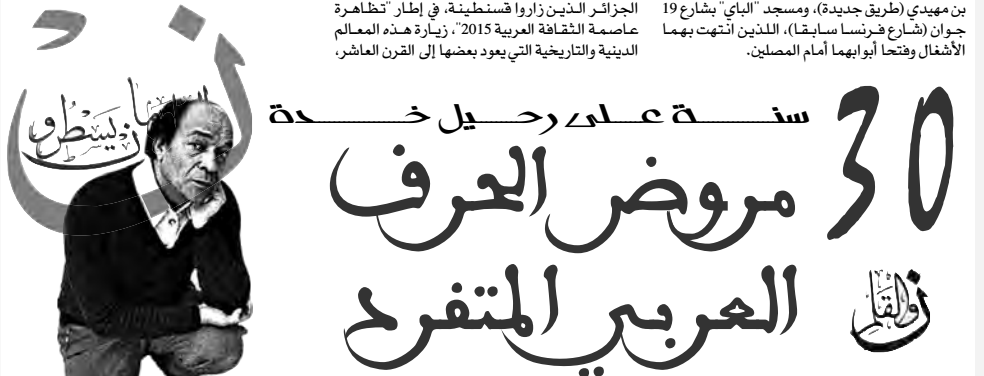 بن مهيدي (طريق جديدة)، ومسجد "الباي" بشارع 19
جوان (شارع فرنسا سابقا)، اللذين انتهت بهما
الأشغال وفتحا أبوابهما أمام المصلين.
الجزائر الذين زاروا قسنطينة، في إطار "تظاهرة
عاصمة الثقافة العربية 2015"، زيارة هذه المعالم
الدينية والتاريخية التي يعود بعضها إلى القرن العاشر،
30
سنة على رحيل خدة
مروض الحرف
العربي المتفرد
ن والقلم
ن
يسطرون